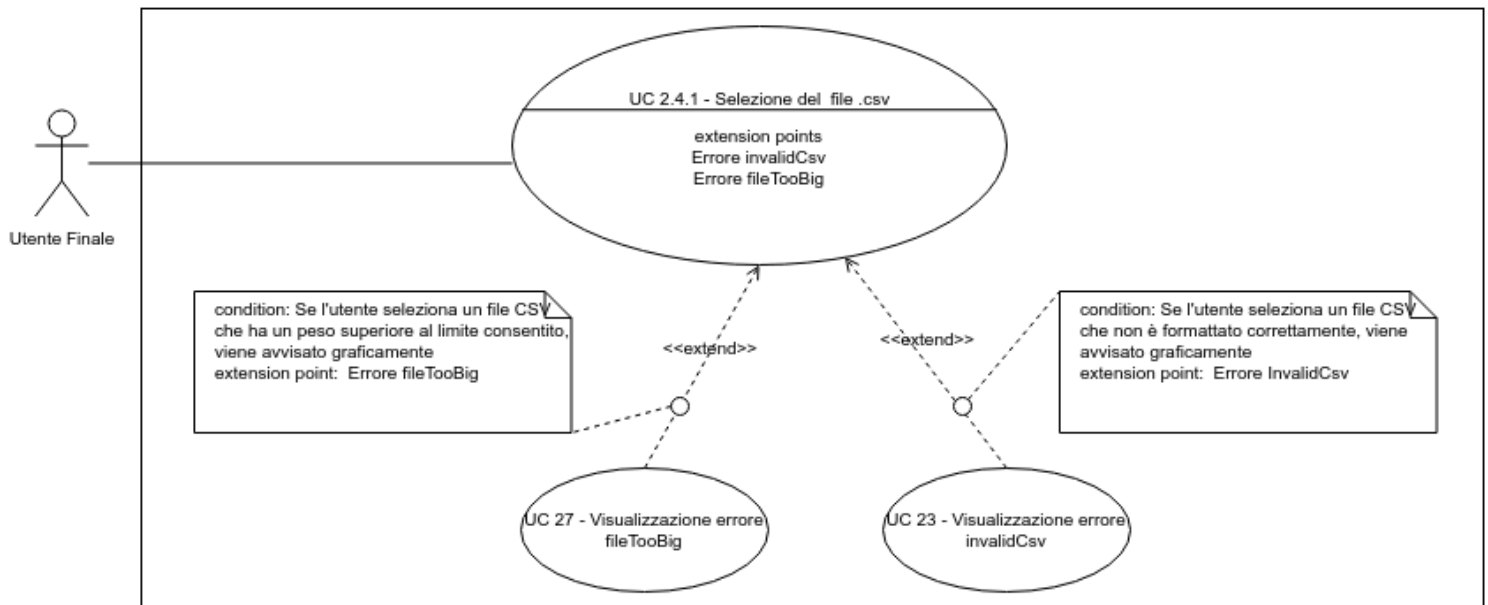 UC 2.4.1 - Selezione del file .csv
extension points
Errore invalidCsv
Errore fileTooBig
Utente Finale
condition: Se l'utente seleziona un file CSV
che ha un peso superiore al limite consentito,
viene avvisato graficamente
extension point: Errore fileTooBig
<<extend>>
<<extend>>
condition: Se l'utente seleziona un file CSV
che non è formattato correttamente, viene
avvisato graficamente
extension point: Errore InvalidCsv
UC 27 - Visualizzazione errore
fileTooBig
UC 23 - Visualizzazione errore
invalidCsv